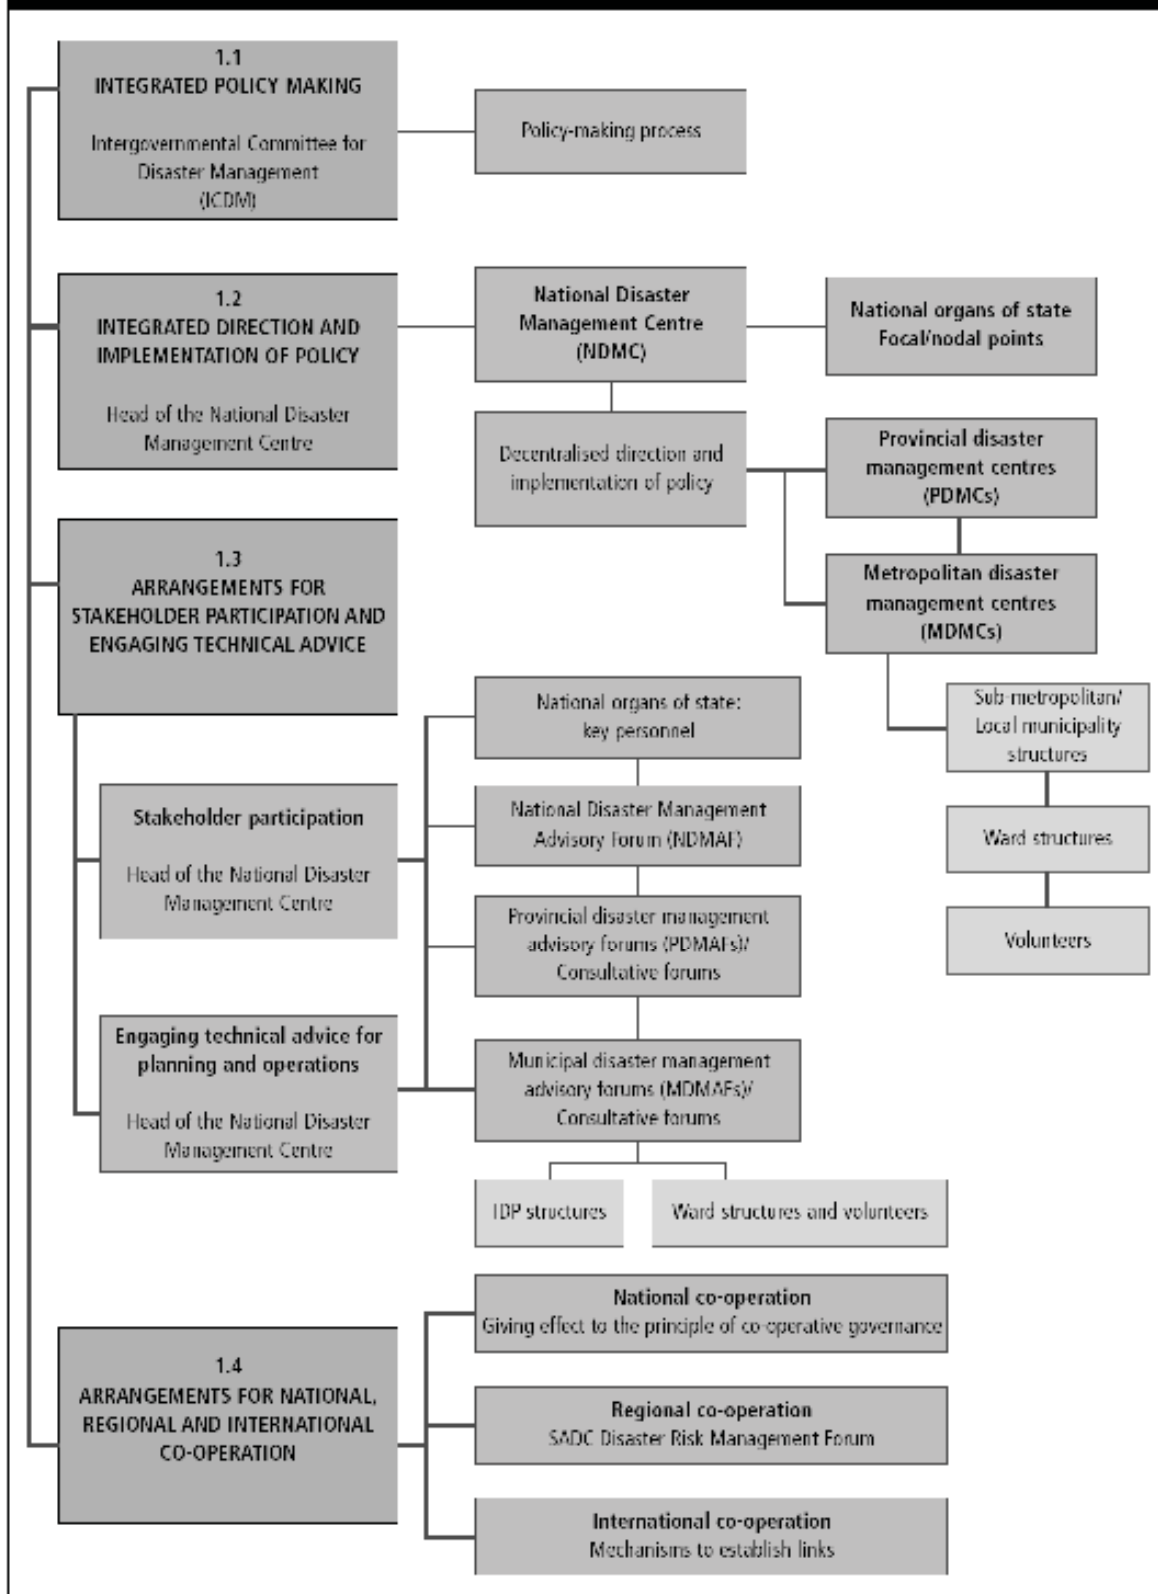 1.1
INTEGRATED POLICY MAKING
Intergovernmental Committee for
Disaster Management
(ICDM)
Policy-making process
1.2
INTEGRATED DIRECTION AND
IMPLEMENTATION OF POLICY
Head of the National Disaster
Management Centre
National Disaster
Management Centre
(NDMC)
National organs of state
Focal/nodal points
Decentralised direction and
implementation of policy
Provincial disaster
management centres
(PDMCs)
Metropolitan disaster
management centres
(MDMCs)
Sub-metropolitan/
Local municipality
structures
Ward structures
Volunteers
1.3
ARRANGEMENTS FOR
STAKEHOLDER PARTICIPATION AND
ENGAGING TECHNICAL ADVICE
Stakeholder participation
Head of the National Disaster
Management Centre
Engaging technical advice for
planning and operations
Head of the National Disaster
Management Centre
National organs of state:
key personnel
National Disaster Management
Advisory Forum (NDMAF)
Provincial disaster management
advisory forums (PDMAFs)/
Consultative forums
Municipal disaster management
advisory forums (MDMAFs)/
Consultative forums
IDP structures
Ward structures and volunteers
1.4
ARRANGEMENTS FOR NATIONAL,
REGIONAL AND INTERNATIONAL
CO-OPERATION
National co-operation
Giving effect to the principle of co-operative governance
Regional co-operation
SADC Disaster Risk Management Forum
International co-operation
Mechanisms to establish links